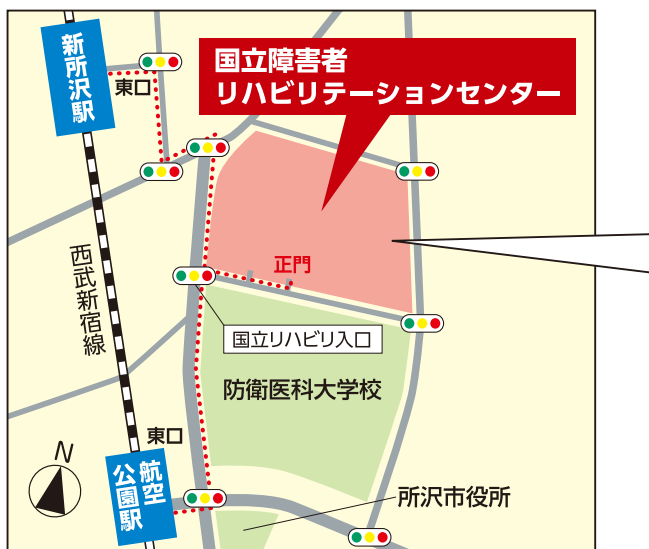 新所沢駅
東口
国立障害者
リハビリテーションセンター
西武新宿線
正門
国立リハビリ入口
防衛医科大学校
東口
航空
公園駅
所沢市役所
N